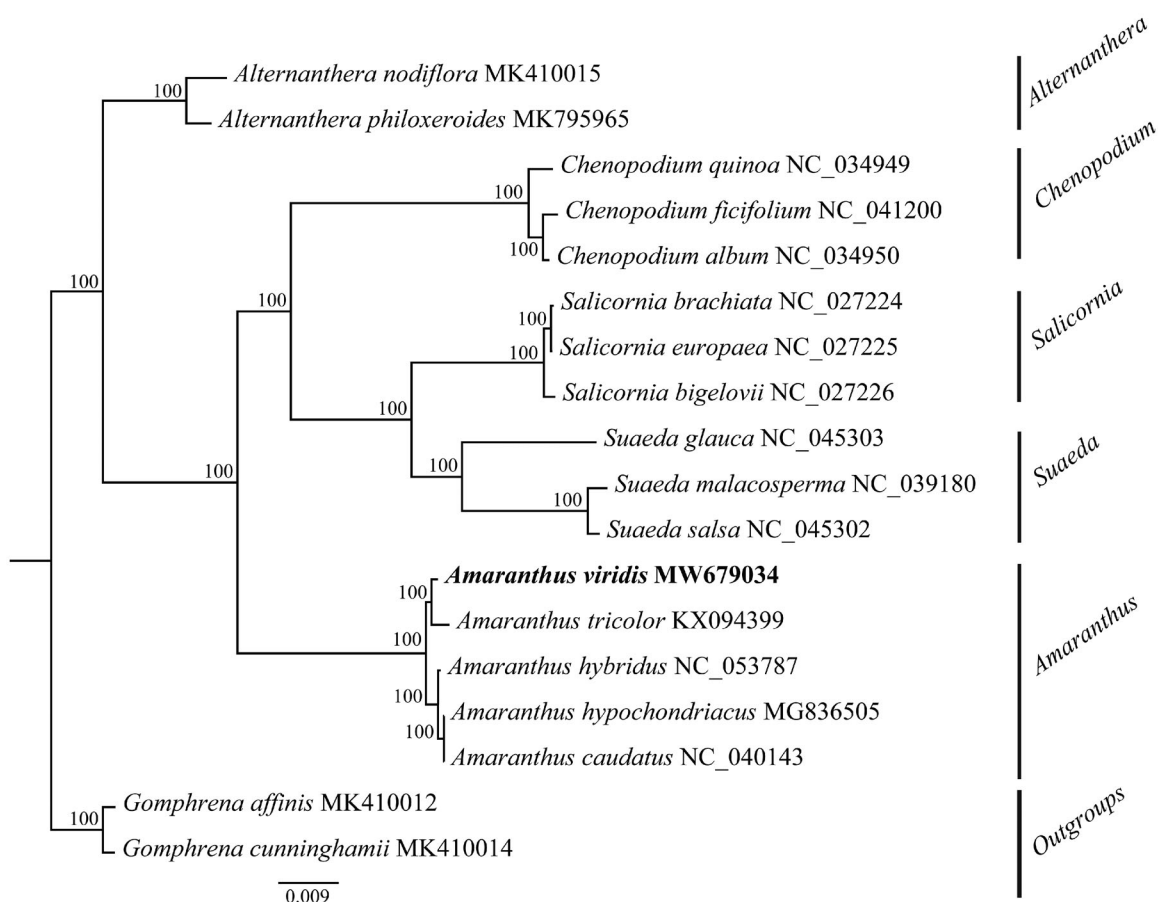 Alternanthera nodiflora MK410015
100
Alternanthera philoxeroides MK795965
Alternanthera
Chenopodium quinoa NC_034949
100
Chenopodium ficifolium NC_041200
100
Chenopodium album NC_034950
Chenopodium
100
100
Salicornia brachiata NC_027224
100
Salicornia europaea NC_027225
100
Salicornia bigelovii NC_027226
Salicornia
100
Suaeda glauca NC_045303
100
Suaeda malacosperma NC_039180
100
Suaeda salsa NC_045302
Suaeda
100
Amaranthus viridis MW679034
100
Amaranthus tricolor KX094399
100
Amaranthus hybridus NC_053787
100
Amaranthus hypochondriacus MG836505
100
Amaranthus caudatus NC_040143
Amaranthus
Gomphrena affinis MK410012
100
Gomphrena cunninghamii MK410014
Outgroups
0.009